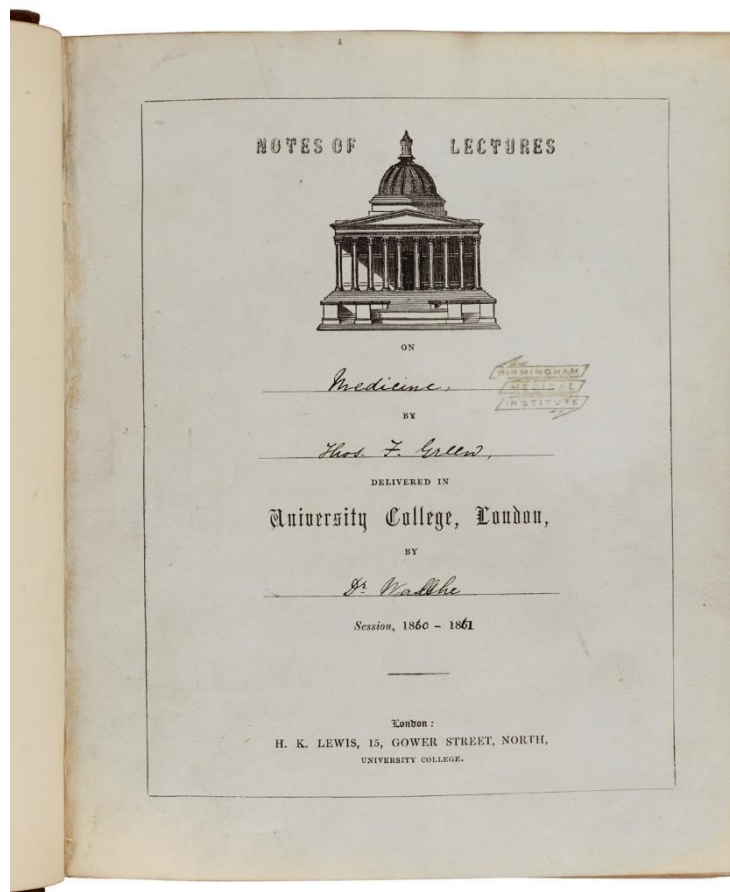 NOTES OF LECTURES
ON
Medicine,
BIRMINGHAM
MEDICAL
INSTITUTE
BY
Thos. F. Green,
DELIVERED IN
University College, London,
BY
Dr. Walshe
Session, 1860 - 1861
London:
H. K. LEWIS, 15, GOWER STREET, NORTH,
UNIVERSITY COLLEGE.